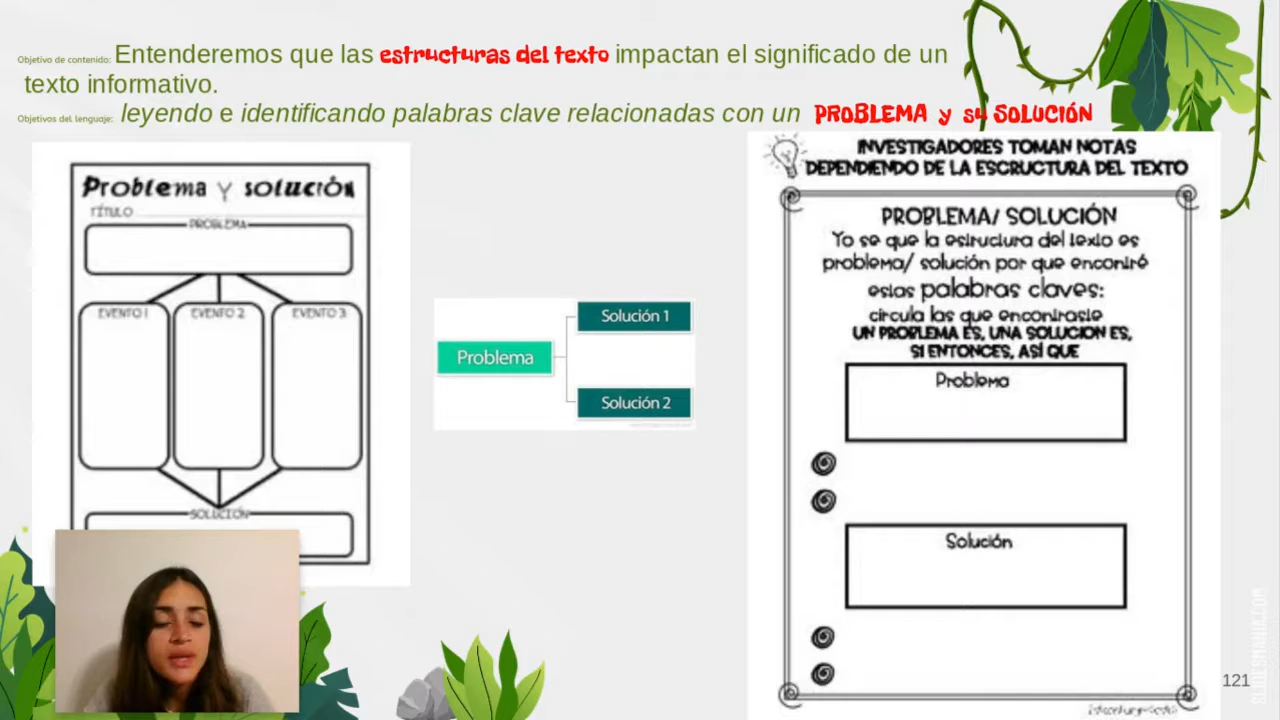 Objetivo de contenido: Entenderemos que las estructuras del texto impactan el significado de un
texto informativo.
Objetivos del lenguaje: leyendo e identificando palabras clave relacionadas con un PROBLEMA y su SOLUCIÓN
Problema y solución
TÍTULO
PROBLEMA
EVENTO 1 EVENTO 2 EVENTO 3
SOLUCIÓN
Problema
Solución 1
Solución 2
INVESTIGADORES TOMAN NOTAS
DEPENDIENDO DE LA ESCRUCTURA DEL TEXTO
PROBLEMA/ SOLUCIÓN
Yo se que la estructura del texto es
problema/ solución por que encontré
estas palabras claves:
circula las que encontraste
UN PROBLEMA ES, UNA SOLUCION ES,
SI ENTONCES, ASÍ QUE
Problema
Solución
121
SLIDESMANIA.COM